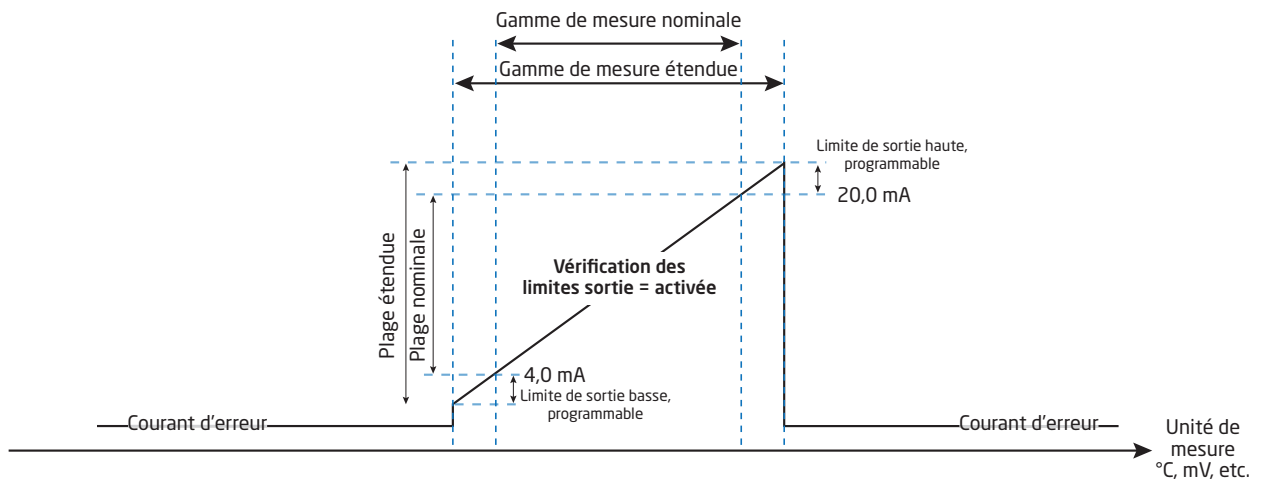 Gamme de mesure nominale
Gamme de mesure étendue
Limite de sortie haute,
programmable
20,0 mA
Plage étendue
Plage nominale
Vérification des
limites sortie = activée
4,0 mA
Limite de sortie basse,
programmable
Courant d'erreur
Courant d'erreur
Unité de
mesure
°C, mV, etc.